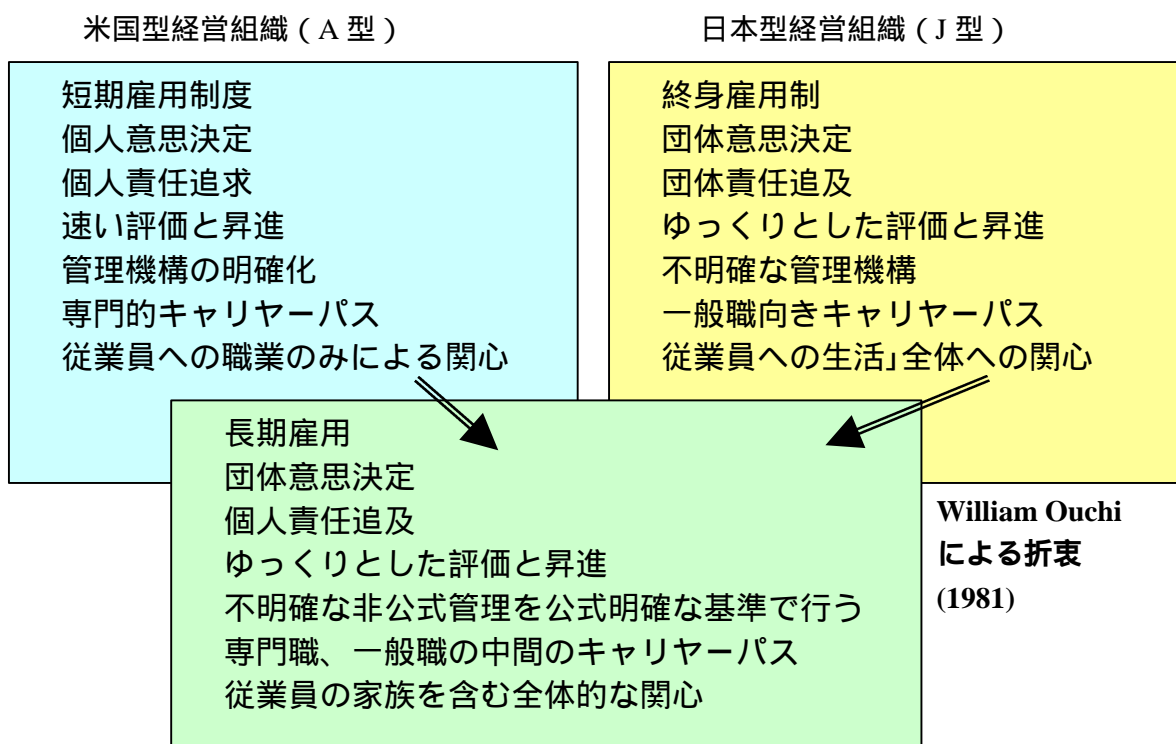 米国型経営組織（A 型）
日本型経営組織（J 型）
短期雇用制度
個人意思決定
個人責任追求
速い評価と昇進
管理機構の明確化
専門的キャリヤーパス
従業員への職業のみによる関心
終身雇用制
団体意思決定
団体責任追及
ゆっくりとした評価と昇進
不明確な管理機構
一般職向きキャリヤーパス
従業員への生活」全体への関心
長期雇用
団体意思決定
個人責任追及
ゆっくりとした評価と昇進
不明確な非公式管理を公式明確な基準で行う
専門職、一般職の中間のキャリヤーパス
従業員の家族を含む全体的な関心
William Ouchi
による折衷
(1981)